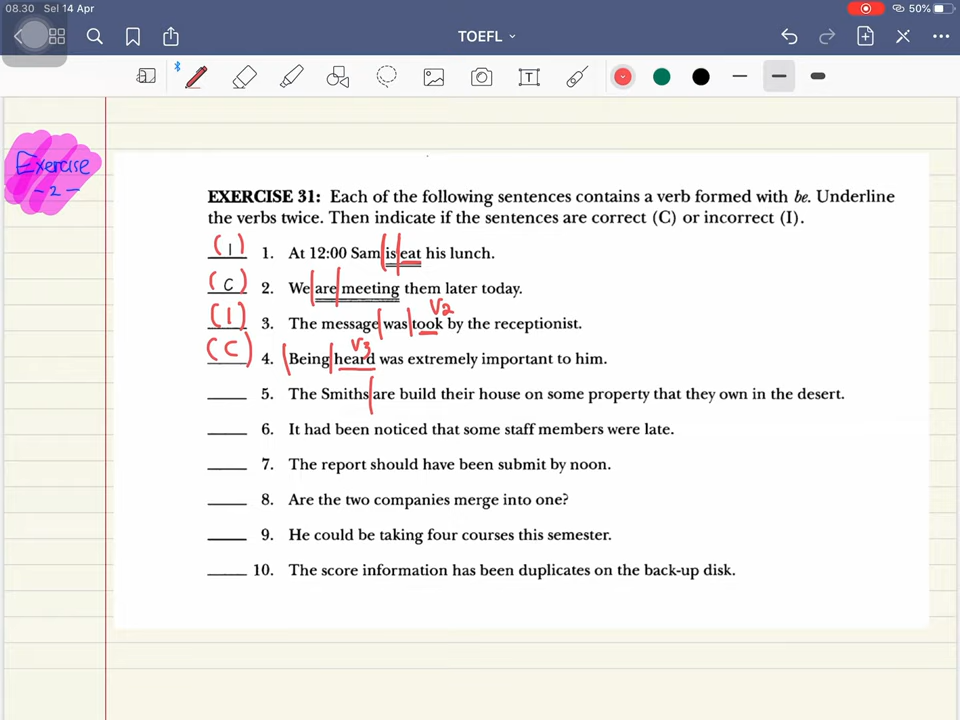 08.30 Sel 14 Apr
50%
TOEFL
T
Exercise
-2-
EXERCISE 31: Each of the following sentences contains a verb formed with be. Underline
the verbs twice. Then indicate if the sentences are correct (C) or incorrect (I).
(I) 1. At 12:00 Sam is eat his lunch.
(C) 2. We are meeting them later today.
V2
(I) 3. The message was took by the receptionist.
V3
(C) 4. Being heard was extremely important to him.
____ 5. The Smiths are build their house on some property that they own in the desert.
____ 6. It had been noticed that some staff members were late.
____ 7. The report should have been submit by noon.
____ 8. Are the two companies merge into one?
____ 9. He could be taking four courses this semester.
____ 10. The score information has been duplicates on the back-up disk.